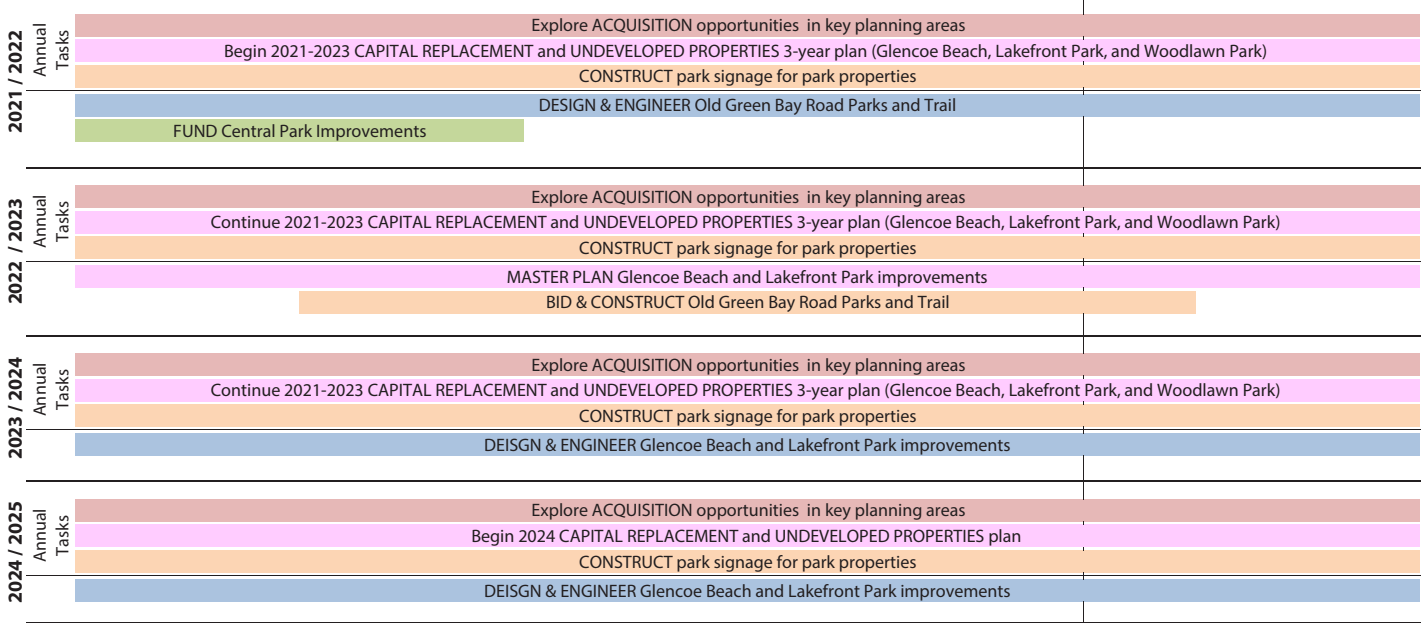 2021 / 2022
Annual
Tasks
Explore ACQUISITION opportunities in key planning areas
Begin 2021-2023 CAPITAL REPLACEMENT and UNDEVELOPED PROPERTIES 3-year plan (Glencoe Beach, Lakefront Park, and Woodlawn Park)
CONSTRUCT park signage for park properties
DESIGN & ENGINEER Old Green Bay Road Parks and Trail
FUND Central Park Improvements
2022 / 2023
Annual
Tasks
Explore ACQUISITION opportunities in key planning areas
Continue 2021-2023 CAPITAL REPLACEMENT and UNDEVELOPED PROPERTIES 3-year plan (Glencoe Beach, Lakefront Park, and Woodlawn Park)
CONSTRUCT park signage for park properties
MASTER PLAN Glencoe Beach and Lakefront Park improvements
BID & CONSTRUCT Old Green Bay Road Parks and Trail
2023 / 2024
Annual
Tasks
Explore ACQUISITION opportunities in key planning areas
Continue 2021-2023 CAPITAL REPLACEMENT and UNDEVELOPED PROPERTIES 3-year plan (Glencoe Beach, Lakefront Park, and Woodlawn Park)
CONSTRUCT park signage for park properties
DEISGN & ENGINEER Glencoe Beach and Lakefront Park improvements
2024 / 2025
Annual
Tasks
Explore ACQUISITION opportunities in key planning areas
Begin 2024 CAPITAL REPLACEMENT and UNDEVELOPED PROPERTIES plan
CONSTRUCT park signage for park properties
DEISGN & ENGINEER Glencoe Beach and Lakefront Park improvements